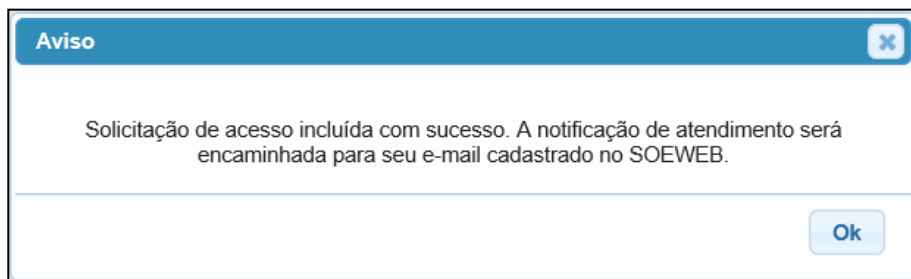 Aviso
Solicitação de acesso incluída com sucesso. A notificação de atendimento será
encaminhada para seu e-mail cadastrado no SOEWEB.
Ok